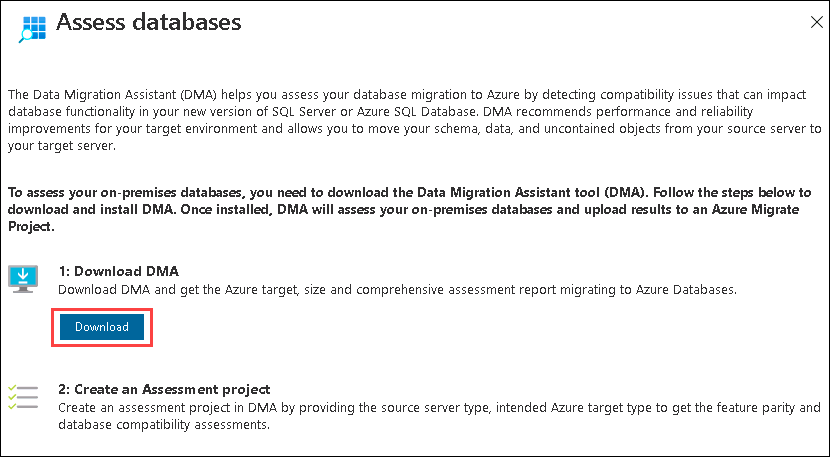 Assess databases
The Data Migration Assistant (DMA) helps you assess your database migration to Azure by detecting compatibility issues that can impact
database functionality in your new version of SQL Server or Azure SQL Database. DMA recommends performance and reliability
improvements for your target environment and allows you to move your schema, data, and uncontained objects from your source server to
your target server.
To assess your on-premises databases, you need to download the Data Migration Assistant tool (DMA). Follow the steps below to
download and install DMA. Once installed, DMA will assess your on-premises databases and upload results to an Azure Migrate
Project.
1: Download DMA
Download DMA and get the Azure target, size and comprehensive assessment report migrating to Azure Databases.
Download
2: Create an Assessment project
Create an assessment project in DMA by providing the source server type, intended Azure target type to get the feature parity and
database compatibility assessments.